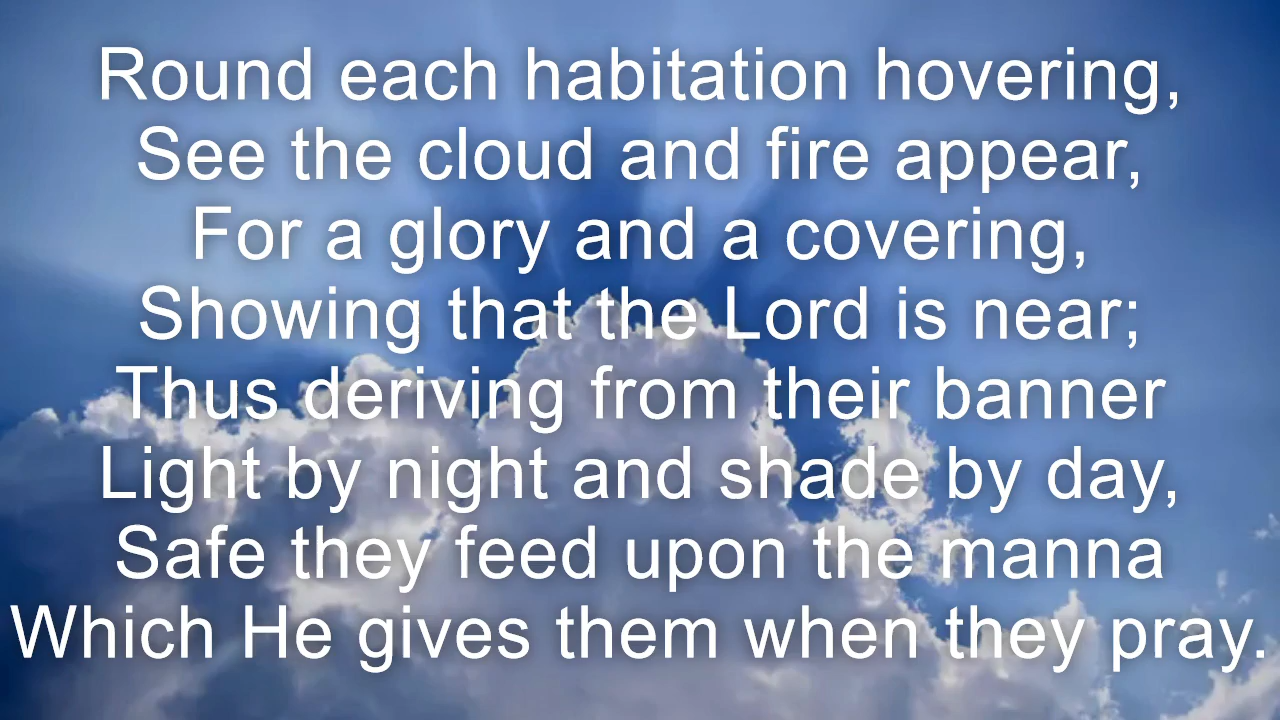 Round each habitation hovering,
See the cloud and fire appear,
For a glory and a covering,
Showing that the Lord is near;
Thus deriving from their banner
Light by night and shade by day,
Safe they feed upon the manna
Which He gives them when they pray.